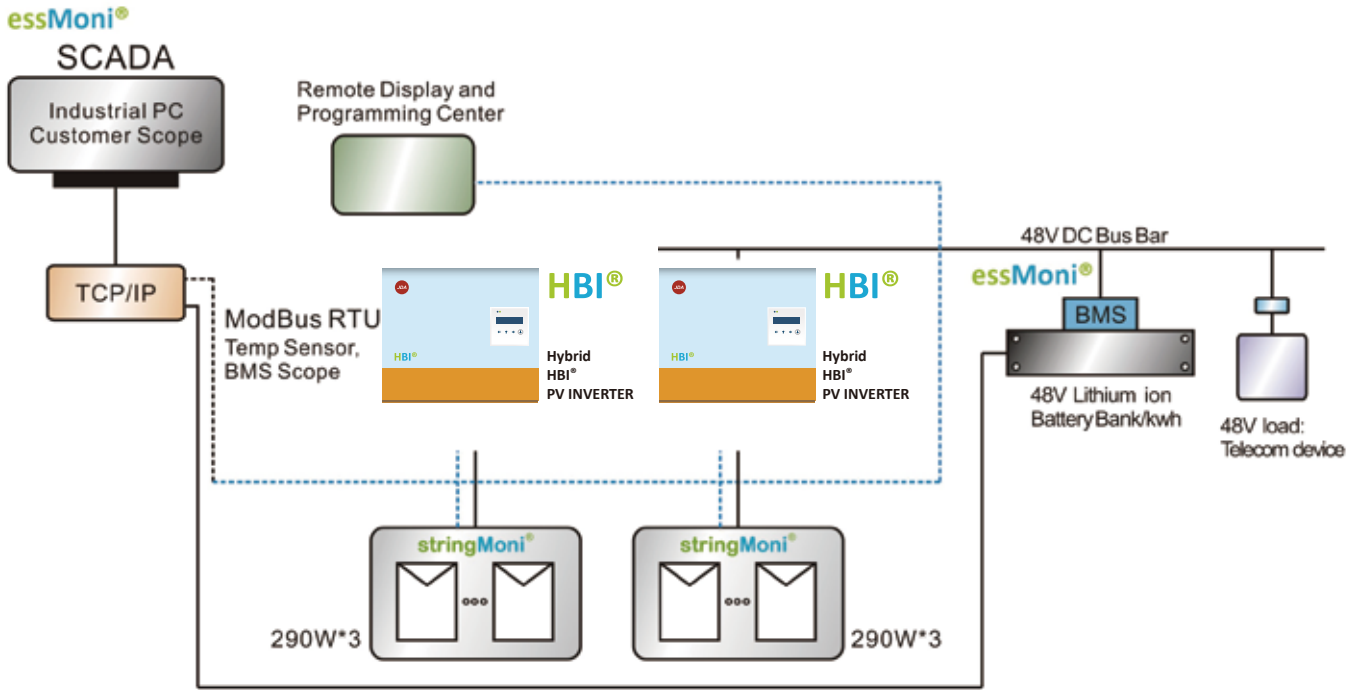 essMoni®
SCADA
Industrial PC
Customer Scope
Remote Display and
Programming Center
TCP/IP
ModBus RTU
Temp Sensor,
BMS Scope
JDA
HBI®
HBI®
Hybrid
HBI®
PV INVERTER
JDA
HBI®
HBI®
Hybrid
HBI®
PV INVERTER
48V DC Bus Bar
essMoni®
BMS
48V Lithium ion
Battery Bank/kwh
48V load:
Telecom device
stringMoni®
290W*3
stringMoni®
290W*3